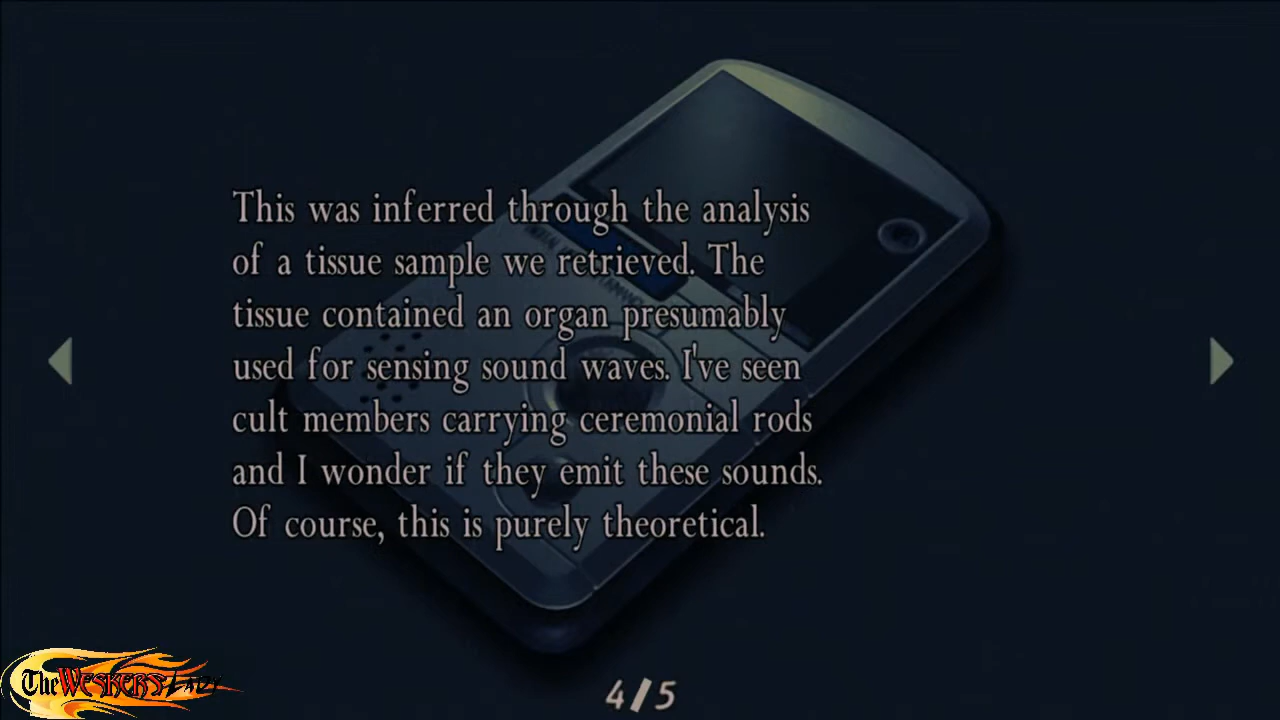 This was inferred through the analysis
of a tissue sample we retrieved. The
tissue contained an organ presumably
used for sensing sound waves. I've seen
cult members carrying ceremonial rods
and I wonder if they emit these sounds.
Of course, this is purely theoretical.
TheWeskersLady
4/5